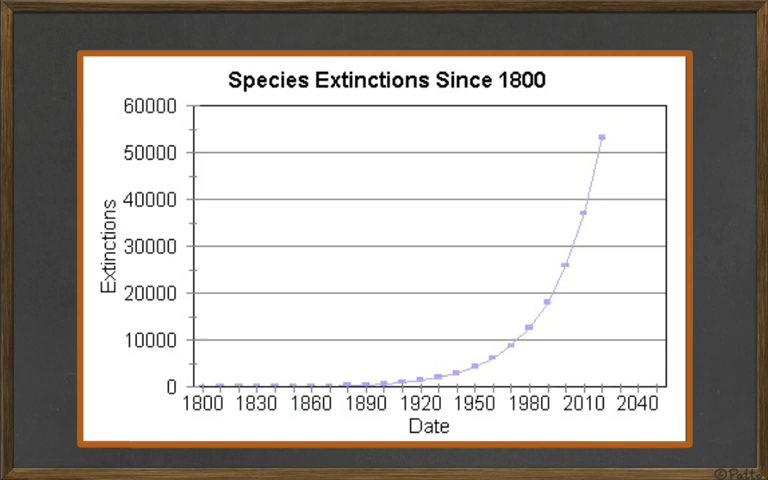 Species Extinctions Since 1800
60000
50000
40000
30000
20000
10000
0
Extinctions
1800 1830 1860 1890 1920 1950 1980 2010 2040
Date